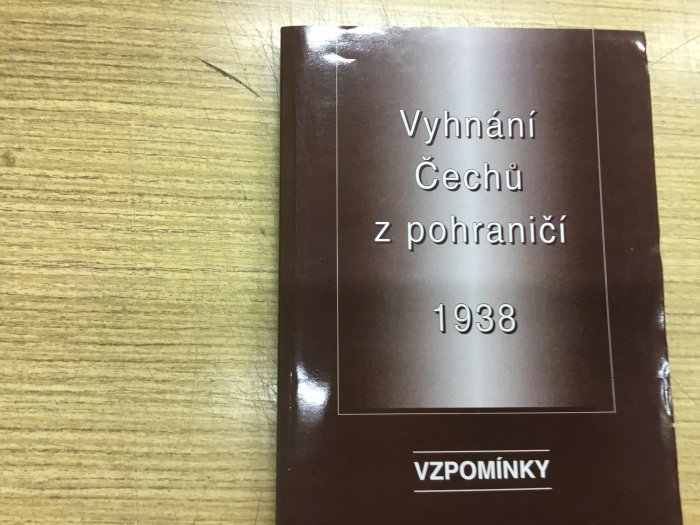 Vyhnání
Čechů
z pohraničí
1938
VZPOMÍNKY